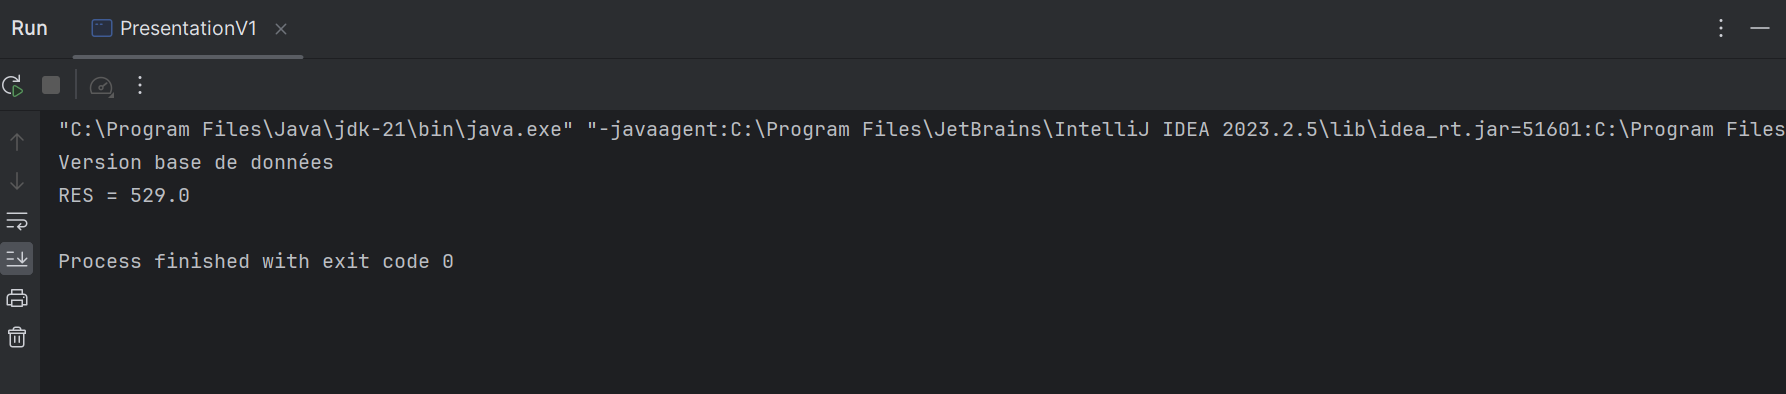 Run PresentationV1
"C:\Program Files\Java\jdk-21\bin\java.exe" "-javaagent:C:\Program Files\JetBrains\IntelliJ IDEA 2023.2.5\lib\idea_rt.jar=51601:C:\Program Files
Version base de données
RES = 529.0
Process finished with exit code 0